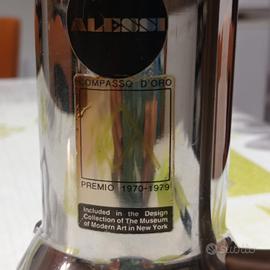 ALESSI
COMPASSO D'ORO
PREMIO 1970-1979
Included in the Design
Collection of The Museum
of Modern Art in New York
Subito